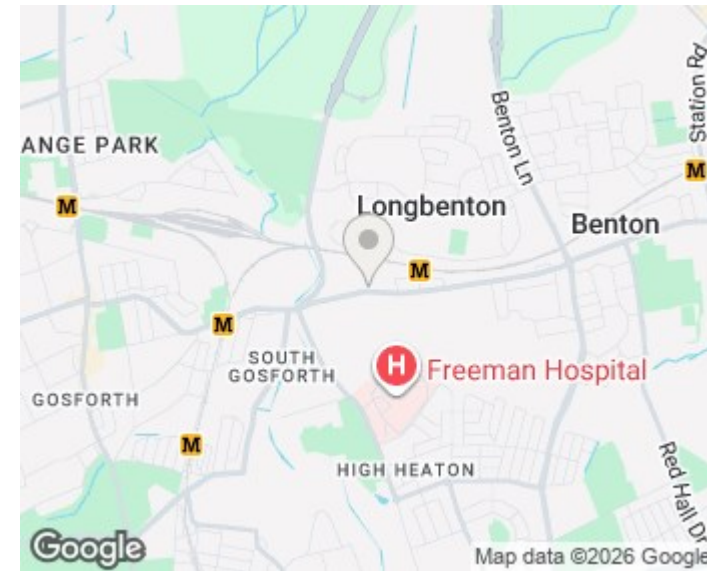 Station Rd
Benton Ln
ANGE PARK
M
M
Longbenton
Benton
M
M
SOUTH
GOSFORTH
H
Freeman Hospital
GOSFORTH
M
HIGH HEATON
Red Hall Dr
Google
Map data ©2026 Google